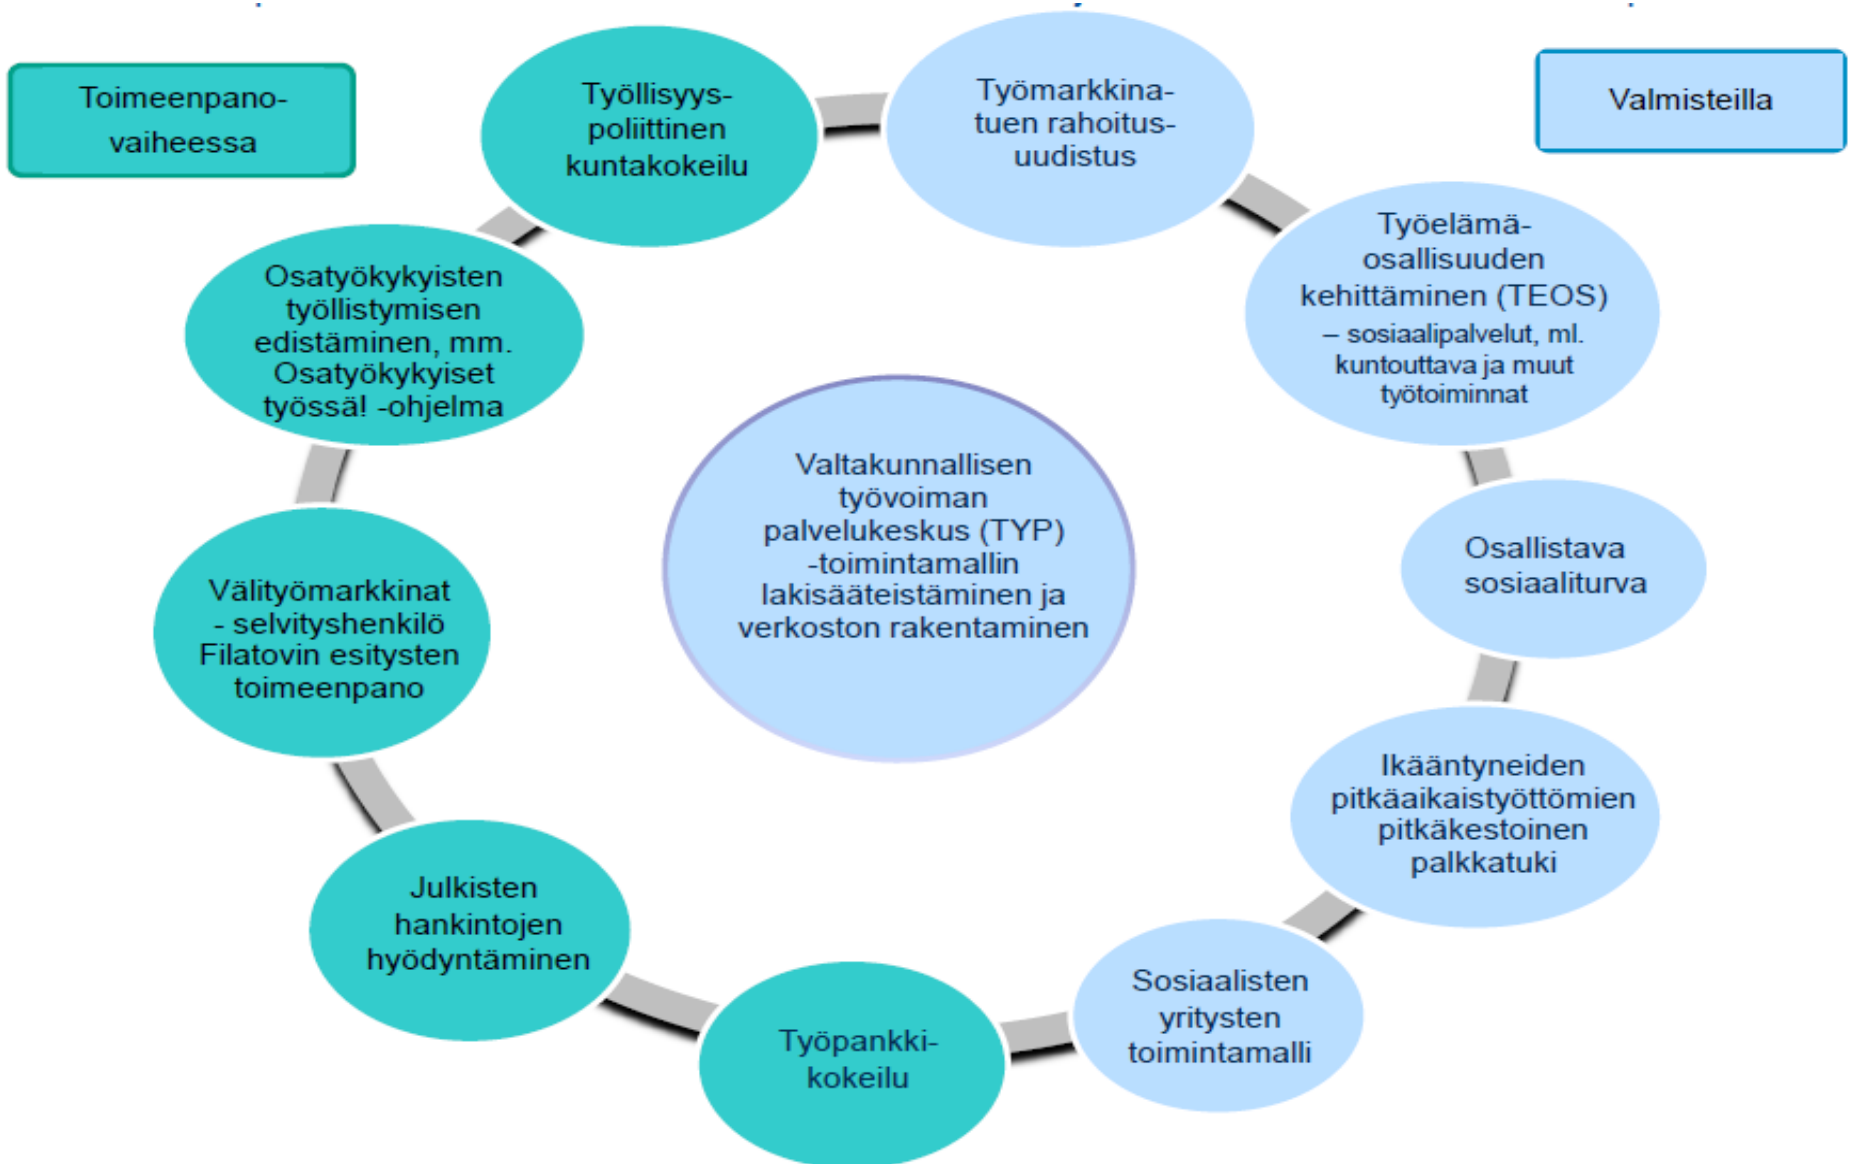 Toimeenpano-
vaiheessa
Työllisyys-
poliittinen
kuntakokeilu
Työmarkkina-
tuen rahoitus-
uudistus
Valmisteilla
Työelämä-
osallisuuden
kehittäminen (TEOS)
– sosiaalipalvelut, ml.
kuntouttava ja muut
työtoiminnat
Osatyökykyisten
työllistymisen
edistäminen, mm.
Osatyökykyiset
työssä! -ohjelma
Valtakunnallisen
työvoiman
palvelukeskus (TYP)
-toimintamallin
lakisääteistäminen ja
verkoston rakentaminen
Osallistava
sosiaaliturva
Välityömarkkinat
- selvityshenkilö
Filatovin esitysten
toimeenpano
Ikääntyneiden
pitkäaikaistyöttömien
pitkäkestoinen
palkkatuki
Julkisten
hankintojen
hyödyntäminen
Sosiaalisten
yritysten
toimintamalli
Työpankki-
kokeilu